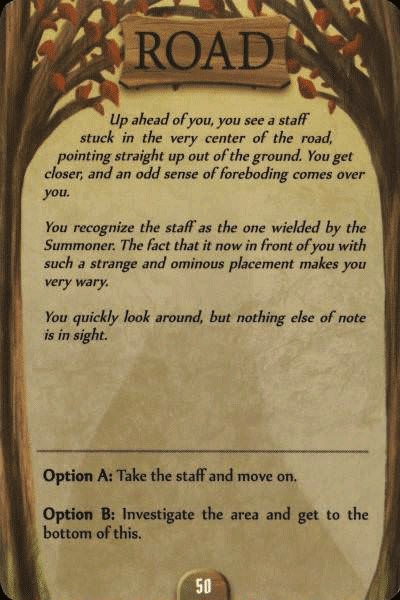 ROAD
Up ahead of you, you see a staff
stuck in the very center of the road,
pointing straight up out of the ground. You get
closer, and an odd sense of foreboding comes over
you.
You recognize the staff as the one wielded by the
Summoner. The fact that it now in front of you with
such a strange and ominous placement makes you
very wary.
You quickly look around, but nothing else of note
is in sight.
Option A: Take the staff and move on.
Option B: Investigate the area and get to the
bottom of this.
50